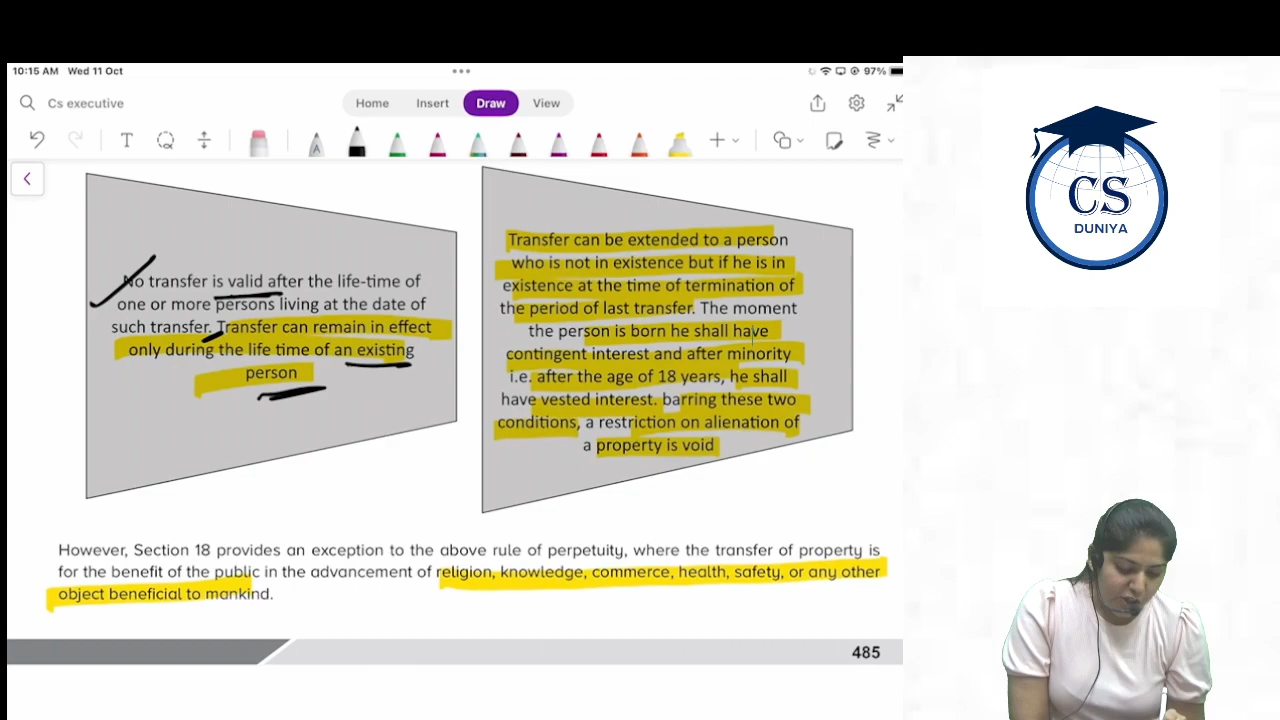 10:15 AM Wed 11 Oct
97%
Cs executive
Home Insert Draw View
T
A
No transfer is valid after the life-time of
one or more persons living at the date of
such transfer. Transfer can remain in effect
only during the life time of an existing
person
Transfer can be extended to a person
who is not in existence but if he is in
existence at the time of termination of
the period of last transfer. The moment
the person is born he shall have
contingent interest and after minority
i.e. after the age of 18 years, he shall
have vested interest. barring these two
conditions, a restriction on alienation of
a property is void
However, Section 18 provides an exception to the above rule of perpetuity, where the transfer of property is
for the benefit of the public in the advancement of religion, knowledge, commerce, health, safety, or any other
object beneficial to mankind.
485
CS
DUNIYA